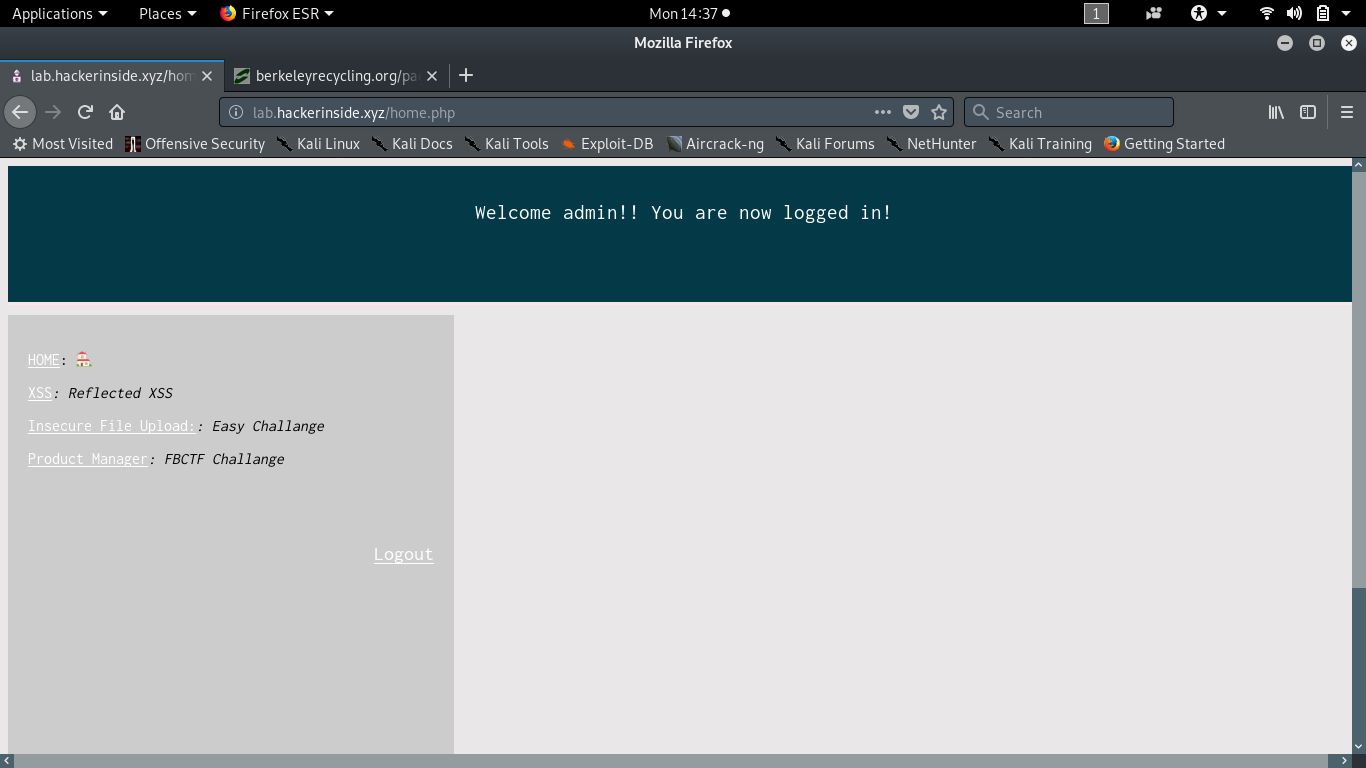 Applications Places Firefox ESR Mon 14:37 1
Mozilla Firefox
lab.hackerinside.xyz/hom berkeleyrecycling.org/pa
lab.hackerinside.xyz/home.php Search
Most Visited Offensive Security Kali Linux Kali Docs Kali Tools Exploit-DB Aircrack-ng Kali Forums NetHunter Kali Training Getting Started
Welcome admin!! You are now logged in!
HOME:
XSS: Reflected XSS
Insecure File Upload:: Easy Challange
Product Manager: FBCTF Challange
Logout